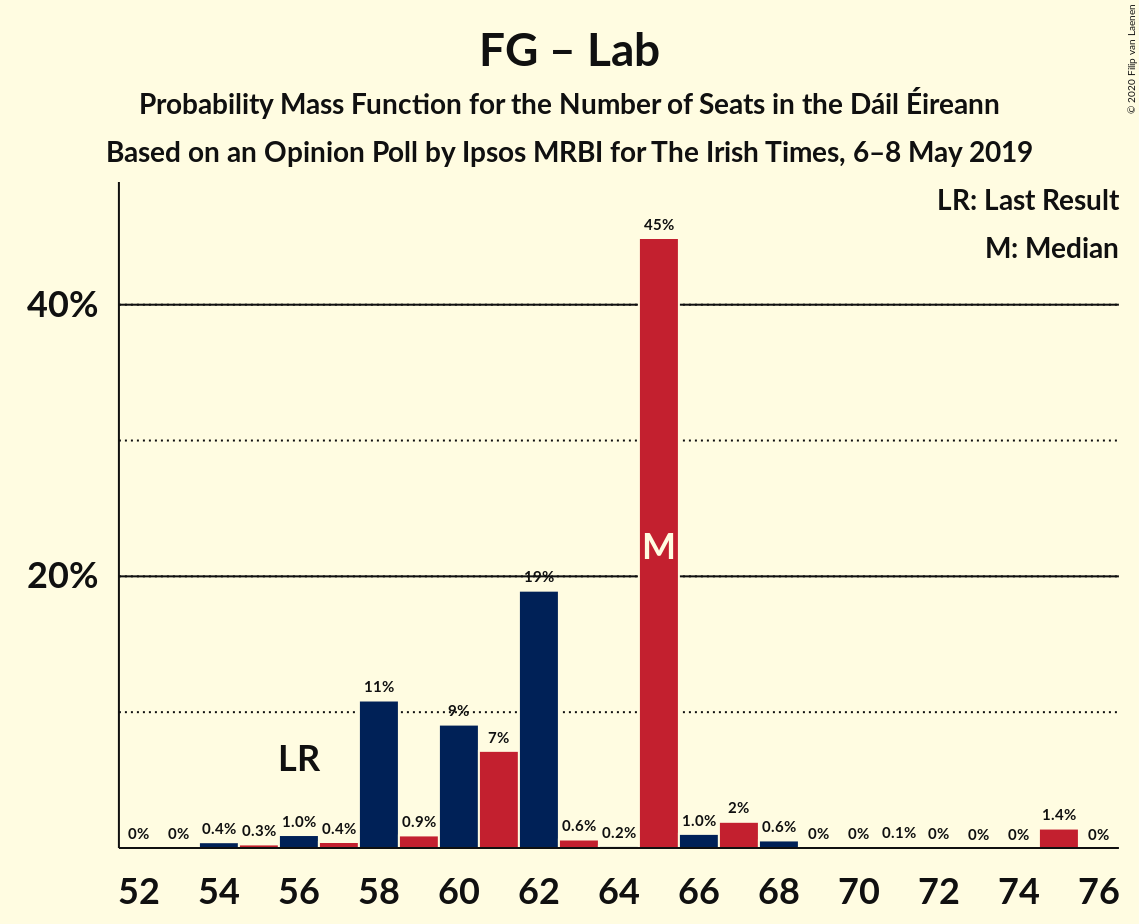 FG – Lab
Probability Mass Function for the Number of Seats in the Dáil Éireann
Based on an Opinion Poll by Ipsos MRBI for The Irish Times, 6–8 May 2019
© 2020 Filip van Laenen
LR: Last Result
M: Median
40%
20%
0% 0% 0.4% 0.3% 1.0% 0.4% 11% 0.9% 9% 7% 19% 0.6% 0.2% 45% 1.0% 2% 0.6% 0% 0% 0.1% 0% 0% 0% 1.4% 0%
LR
M
52 54 56 58 60 62 64 66 68 70 72 74 76